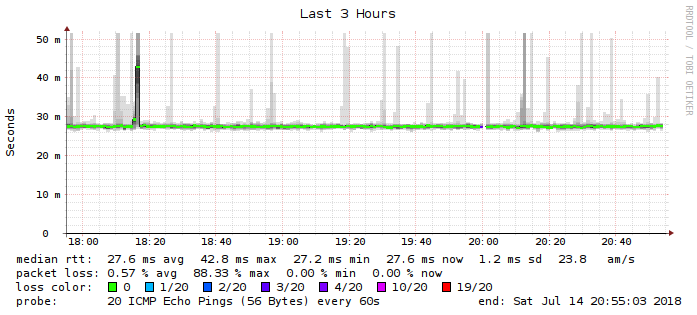 Last 3 Hours
RRDTOOL / TOBI OETIKER
Seconds
50 m
40 m
30 m
20 m
10 m
0
18:00 18:20 18:40 19:00 19:20 19:40 20:00 20:20 20:40
median rtt: 27.6 ms avg 42.8 ms max 27.2 ms min 27.6 ms now 1.2 ms sd 23.8 am/s
packet loss: 0.57 % avg 88.33 % max 0.00 % min 0.00 % now
loss color: 0 1/20 2/20 3/20 4/20 10/20 19/20
probe: 20 ICMP Echo Pings (56 Bytes) every 60s end: Sat Jul 14 20:55:03 2018